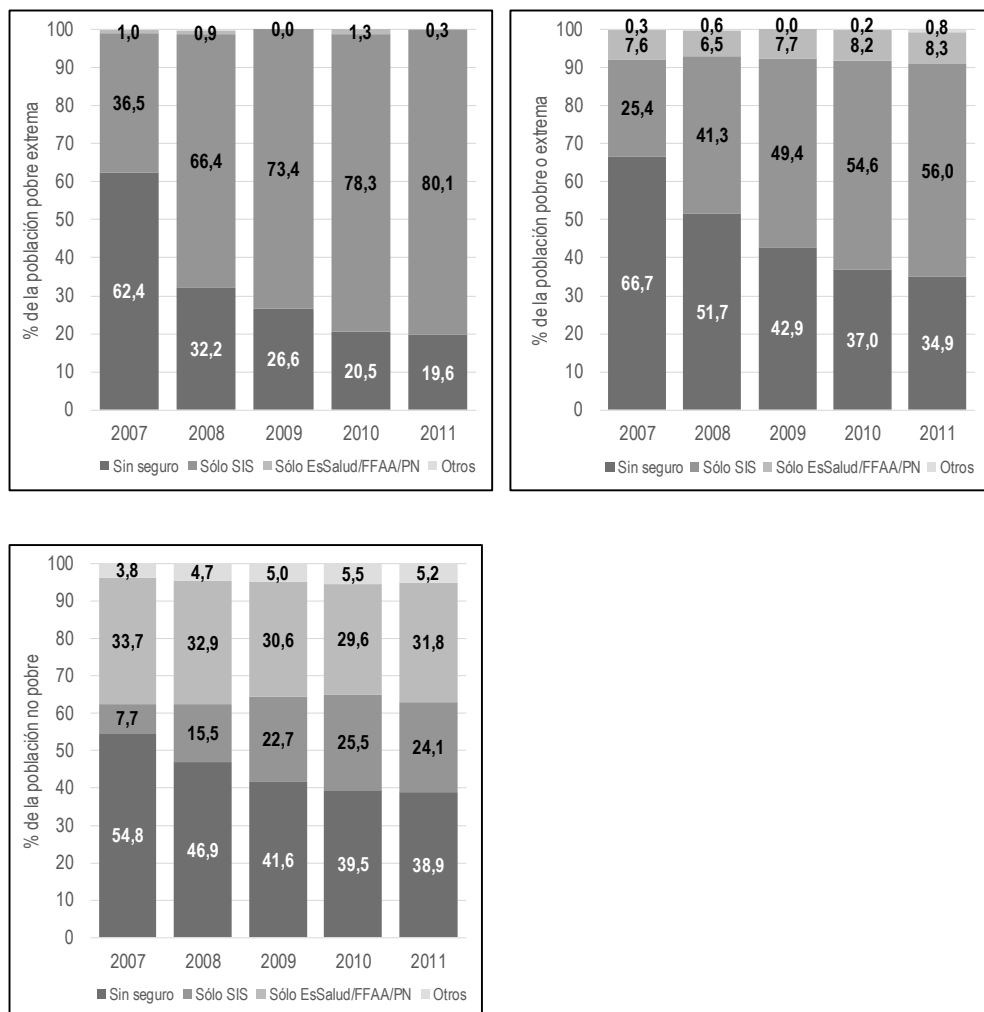 % de la población pobre extrema
100
90
80
70
60
50
40
30
20
10
0
1,0 0,9 0,0 1,3 0,3
36,5 66,4 73,4 78,3 80,1
62,4 32,2 26,6 20,5 19,6
2007 2008 2009 2010 2011
Sin seguro Sólo SIS Sólo EsSalud/FFAA/PN Otros
% de la población pobre o extrema
100
90
80
70
60
50
40
30
20
10
0
0,3 0,6 0,0 0,2 0,8
7,6 6,5 7,7 8,2 8,3
25,4 41,3 49,4 54,6 56,0
66,7 51,7 42,9 37,0 34,9
2007 2008 2009 2010 2011
Sin seguro Sólo SIS Sólo EsSalud/FFAA/PN Otros
% de la población no pobre
100
90
80
70
60
50
40
30
20
10
0
3,8 4,7 5,0 5,5 5,2
33,7 32,9 30,6 29,6 31,8
7,7 15,5 22,7 25,5 24,1
54,8 46,9 41,6 39,5 38,9
2007 2008 2009 2010 2011
Sin seguro Sólo SIS Sólo EsSalud/FFAA/PN Otros